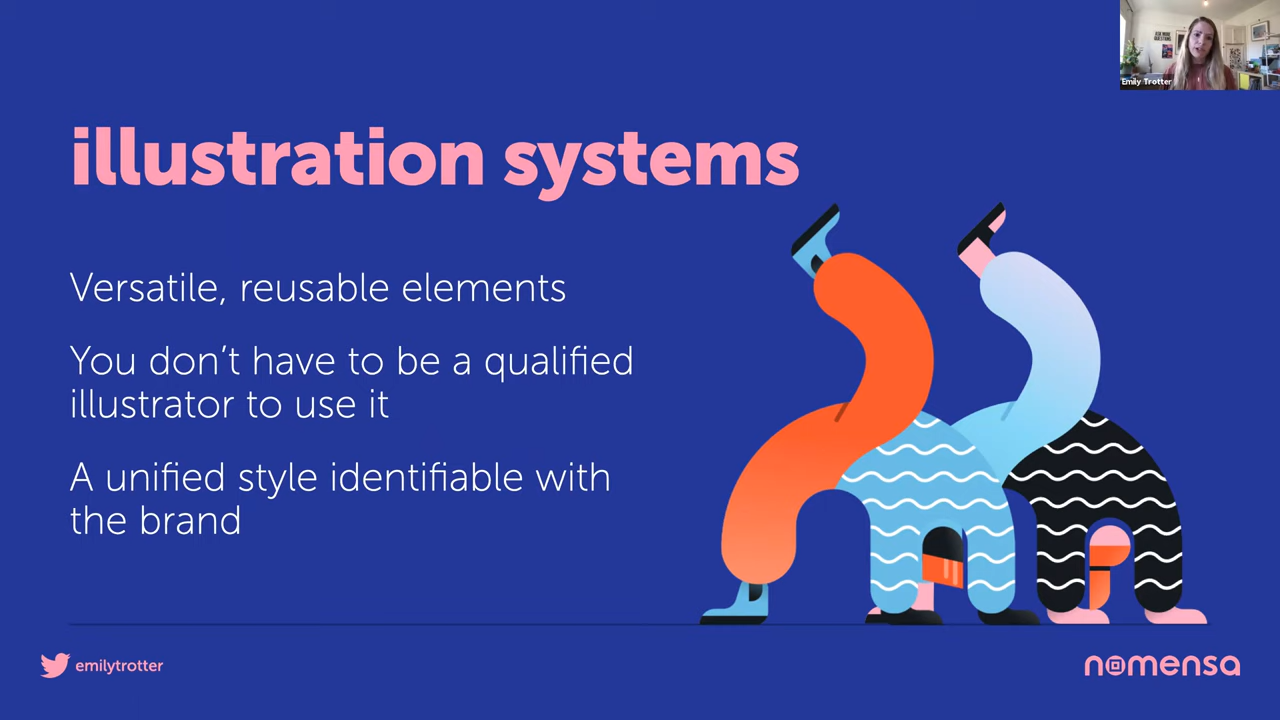 illustration systems
Versatile, reusable elements
You don't have to be a qualified
illustrator to use it
A unified style identifiable with
the brand
emilytrotter
nomensa
Emily Trotter